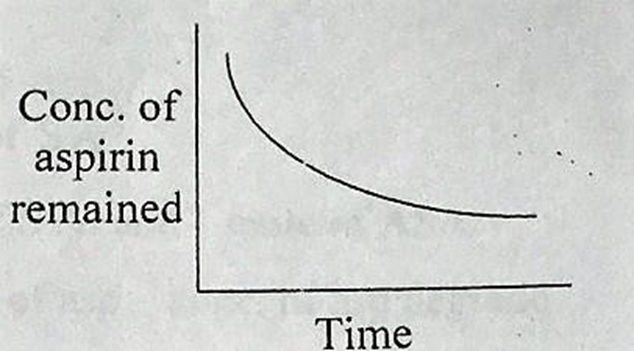 Conc. of
aspirin
remained
Time